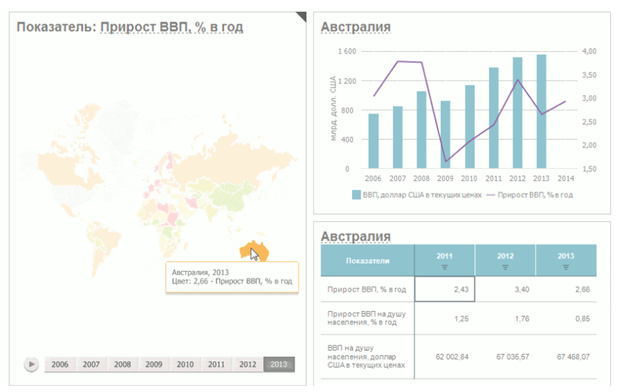 Показатель: Прирост ВВП, % в год
Австралия, 2013
Цвет: 2,66 - Прирост ВВП, % в год
2006 2007 2008 2009 2010 2011 2012 2013
Австралия
млрд. долл. США
1 600
1 200
800
400
0
4,00
3,50
3,00
2,50
2,00
1,50
2006 2007 2008 2009 2010 2011 2012 2013 2014
ВВП, доллар США в текущих ценах
Прирост ВВП, % в год
Австралия
Показатели 2011 2012 2013
Прирост ВВП, % в год 2,43 3,40 2,66
Прирост ВВП на душу
населения, % в год 1,25 1,76 0,85
ВВП на душу
населения, доллар
США в текущих ценах 62 002,84 67 035,57 67 468,07